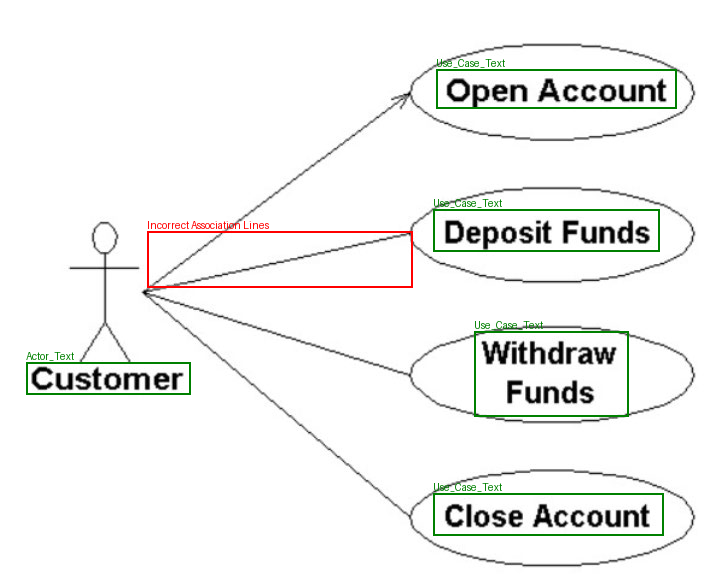 Use_Case_Text
Open Account
Use_Case_Text
Incorrect Association Lines
Deposit Funds
Use_Case_Text
Withdraw
Funds
Actor_Text
Customer
Use_Case_Text
Close Account